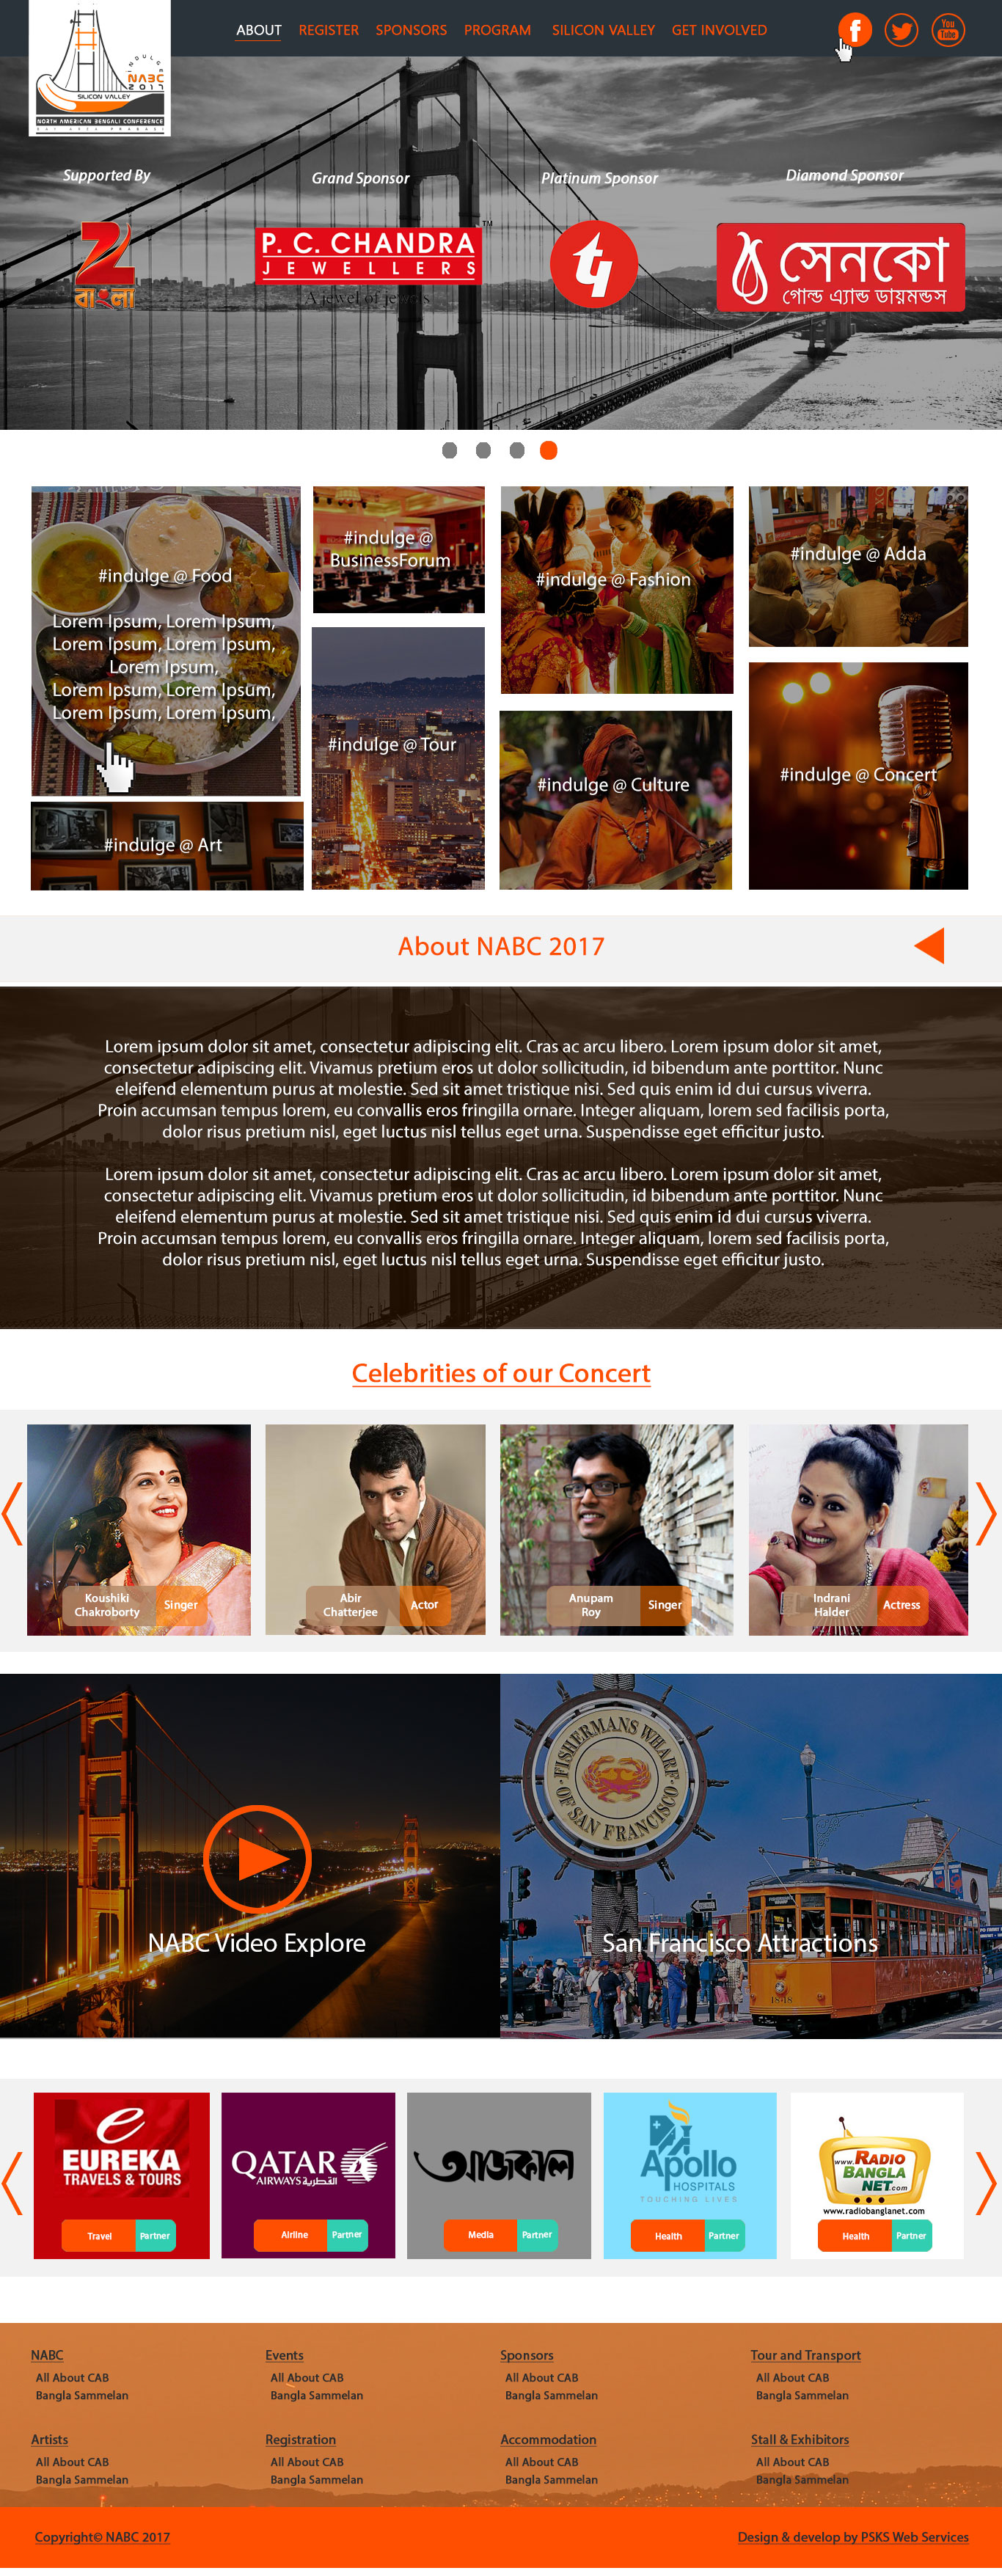 ABOUT REGISTER SPONSORS PROGRAM SILICON VALLEY GET INVOLVED
You
Tube
INDULGE
NABC
2017
SILICON VALLEY
NORTH AMERICAN BENGALI CONFERENCE
Supported By
Grand Sponsor
Platinum Sponsor
Diamond Sponsor
বাংলা
P. C. CHANDRA
JEWELLERS
A jewel of jewels
TM
সেনকো
গোল্ড এ্যান্ড ডায়মন্ডস
#indulge @ Food
Lorem Ipsum, Lorem Ipsum,
Lorem Ipsum, Lorem Ipsum,
Lorem Ipsum,
Lorem Ipsum, Lorem Ipsum,
Lorem Ipsum, Lorem Ipsum,
#indulge @ Art
#indulge @
BusinessForum
#indulge @ Tour
#indulge @ Fashion
#indulge @ Culture
#indulge @ Adda
#indulge @ Concert
About NABC 2017
Lorem ipsum dolor sit amet, consectetur adipiscing elit. Cras ac arcu libero. Lorem ipsum dolor sit amet,
consectetur adipiscing elit. Vivamus pretium eros ut dolor sollicitudin, id bibendum ante porttitor. Nunc
eleifend elementum purus at molestie. Sed sit amet tristique nisi. Sed quis enim id dui cursus viverra.
Proin accumsan tempus lorem, eu convallis eros fringilla ornare. Integer aliquam, lorem sed facilisis porta,
dolor risus pretium nisl, eget luctus nisl tellus eget urna. Suspendisse eget efficitur justo.
Lorem ipsum dolor sit amet, consectetur adipiscing elit. Cras ac arcu libero. Lorem ipsum dolor sit amet,
consectetur adipiscing elit. Vivamus pretium eros ut dolor sollicitudin, id bibendum ante porttitor. Nunc
eleifend elementum purus at molestie. Sed sit amet tristique nisi. Sed quis enim id dui cursus viverra.
Proin accumsan tempus lorem, eu convallis eros fringilla ornare. Integer aliquam, lorem sed facilisis porta,
dolor risus pretium nisl, eget luctus nisl tellus eget urna. Suspendisse eget efficitur justo.
Celebrities of our Concert
Koushiki
Chakroborty
Singer
Abir
Chatterjee
Actor
Anupam
Roy
Singer
Indrani
Halder
Actress
FISHERMANS WHARF
OF SAN FRANCISCO
1848
NABC Video Explore
San Francisco Attractions
e
EUREKA
TRAVELS & TOURS
Travel Partner
QATAR
AIRWAYS القطرية
Airline Partner
আজকাল
Media Partner
Apollo
HOSPITALS
TOUCHING LIVES
Health Partner
www.RADIO
BANGLA
NET.com
www.radiobanglanet.com
Health Partner
NABC
All About CAB
Bangla Sammelan
Events
All About CAB
Bangla Sammelan
Sponsors
All About CAB
Bangla Sammelan
Tour and Transport
All About CAB
Bangla Sammelan
Artists
All About CAB
Bangla Sammelan
Registration
All About CAB
Bangla Sammelan
Accommodation
All About CAB
Bangla Sammelan
Stall & Exhibitors
All About CAB
Bangla Sammelan
Copyright© NABC 2017
Design & develop by PSKS Web Services